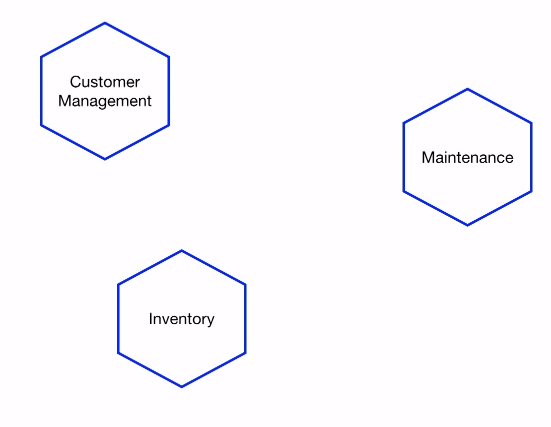 Customer
Management
Maintenance
Inventory